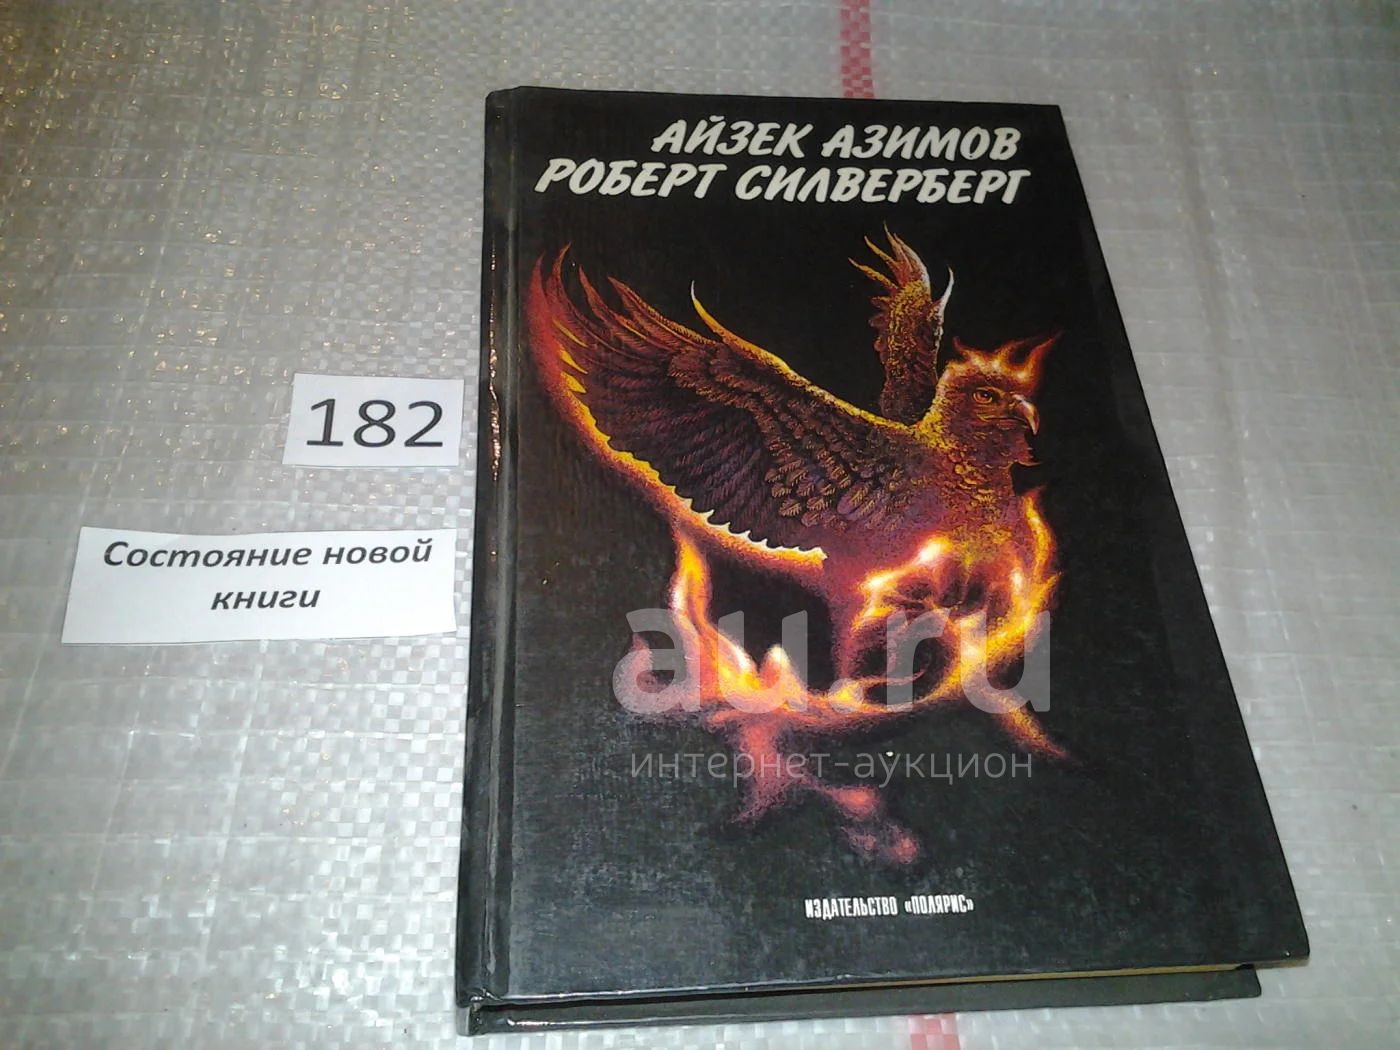 АЙЗЕК АЗИМОВ
РОБЕРТ СИЛВЕРБЕРГ
182
Состояние новой
книги
au.ru
интернет-аукцион
ИЗДАТЕЛЬСТВО «ПОЛЯРИС»